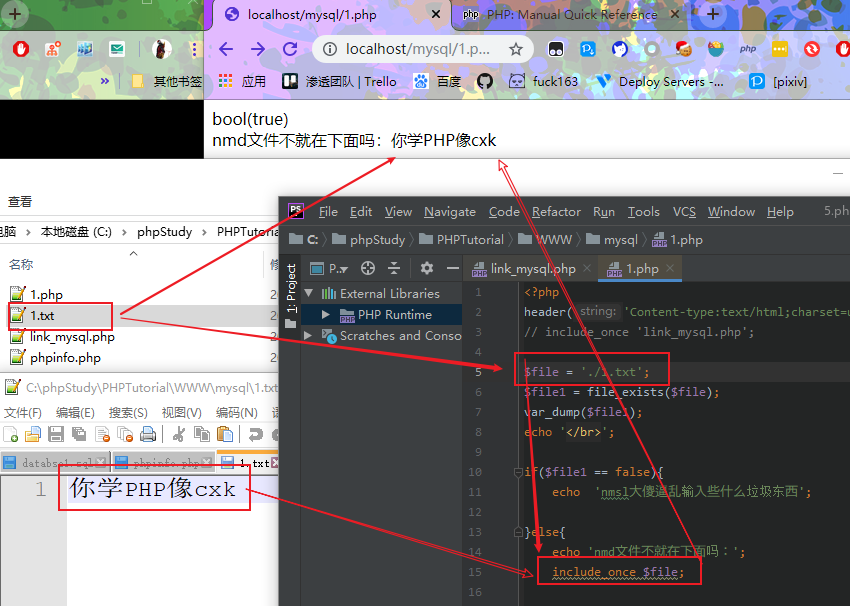 localhost/mysql/1.php
PHP: Manual Quick Reference
localhost/mysql/1.p...
php
其他书签
应用
渗透团队 | Trello
百度
fuck163
Deploy Servers -...
[pixiv]
bool(true)
nmd文件不就在下面吗：你学PHP像cxk
查看
电脑 > 本地磁盘 (C:) > phpStudy > PHPTutoria
名称
1.php
1.txt
link_mysql.php
phpinfo.php
C:\phpStudy\PHPTutorial\WWW\mysql\1.txt
文件(F) 编辑(E) 搜索(S) 视图(V) 编码(N)
databse1.sql
phpinfo.php
1.txt
1 你学PHP像cxk
PS File Edit View Navigate Code Refactor Run Tools VCS Window Help 5.ph
C: phpStudy PHPTutorial WWW mysql 1.php
1: Project
P..
link_mysql.php
1.php
External Libraries
PHP Runtime
Scratches and Conso
1 <?php
2 header( string: 'Content-type:text/html;charset=u
3 // include_once 'link_mysql.php';
4
5 $file = './1.txt';
6 $file1 = file_exists($file);
7 var_dump($file1);
8 echo '</br>';
9
10 if($file1 == false){
11 echo 'nmsl大傻逼乱输入些什么垃圾东西';
12
13 }else{
14 echo 'nmd文件不就在下面吗：';
15 include_once $file;
16